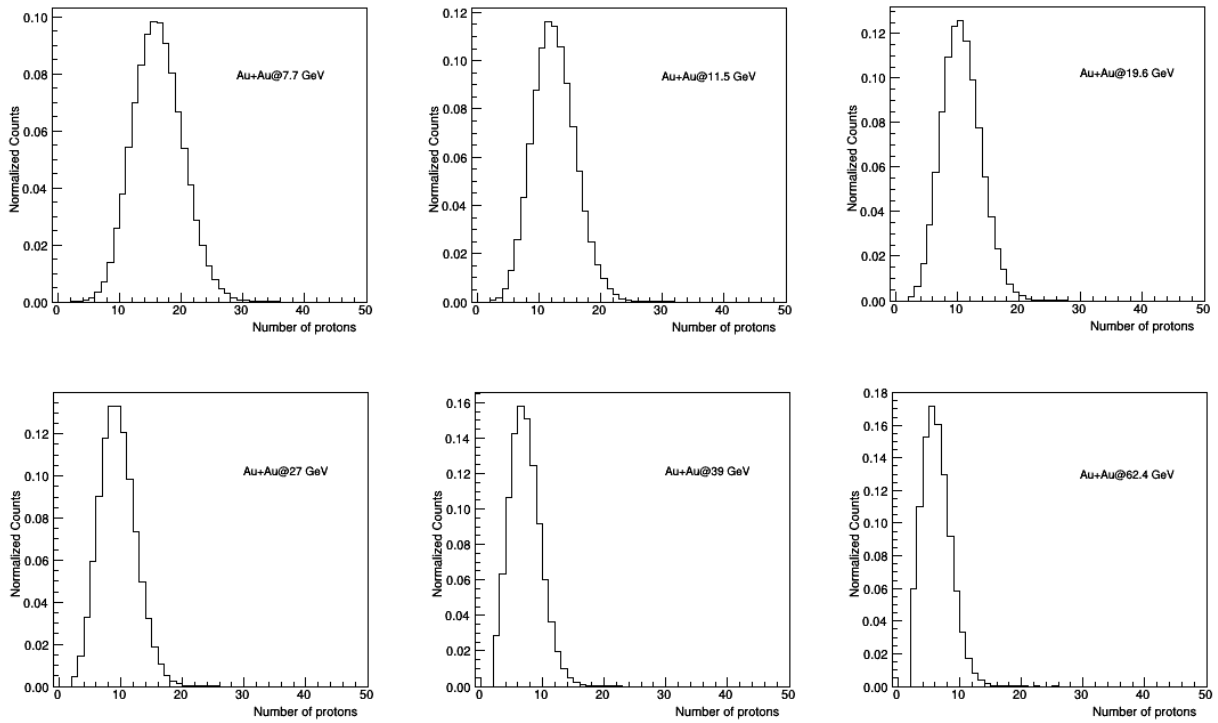 Normalized Counts
0.10
0.08
0.06
0.04
0.02
0.00
Au+Au@7.7 GeV
0 10 20 30 40 50
Number of protons
Normalized Counts
0.12
0.10
0.08
0.06
0.04
0.02
0.00
Au+Au@11.5 GeV
0 10 20 30 40 50
Number of protons
Normalized Counts
0.12
0.10
0.08
0.06
0.04
0.02
0.00
Au+Au@19.6 GeV
0 10 20 30 40 50
Number of protons
Normalized Counts
0.12
0.10
0.08
0.06
0.04
0.02
0.00
Au+Au@27 GeV
0 10 20 30 40 50
Number of protons
Normalized Counts
0.16
0.14
0.12
0.10
0.08
0.06
0.04
0.02
0.00
Au+Au@39 GeV
0 10 20 30 40 50
Number of protons
Normalized Counts
0.18
0.16
0.14
0.12
0.10
0.08
0.06
0.04
0.02
0.00
Au+Au@62.4 GeV
0 10 20 30 40 50
Number of protons